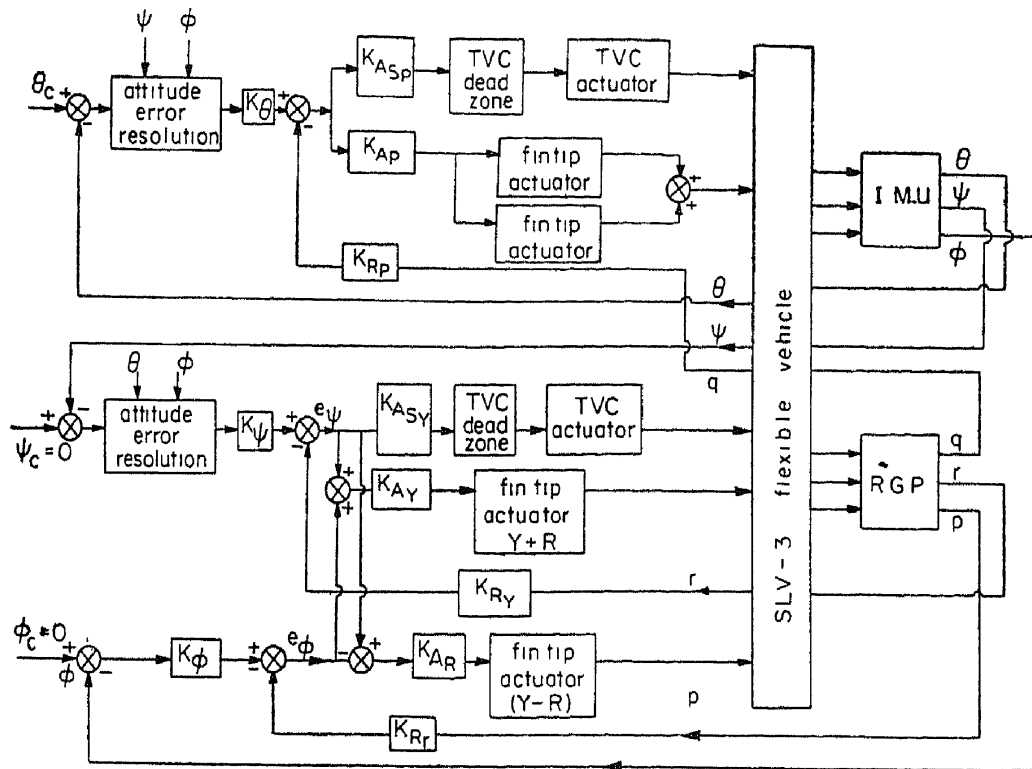 ψ φ
θc + -
attitude
error
resolution
Kθ
+ -
KASP
TVC
dead
zone
TVC
actuator
KAP
fin tip
actuator
fin tip
actuator
+
+
KRP
θ
ψ
q
SLV-3 flexible vehicle
I M.U
θ
ψ
φ
θ φ
+ -
ψc = 0
attitude
error
resolution
Kψ
+ -
eψ
KASY
TVC
dead
zone
TVC
actuator
+
+
KAY
fin tip
actuator
Y+R
RGP
q
r
p
KRY
r
φc = 0
+
φ -
Kφ
+ -
eφ
- +
KAR
fin tip
actuator
(Y-R)
p
KRr